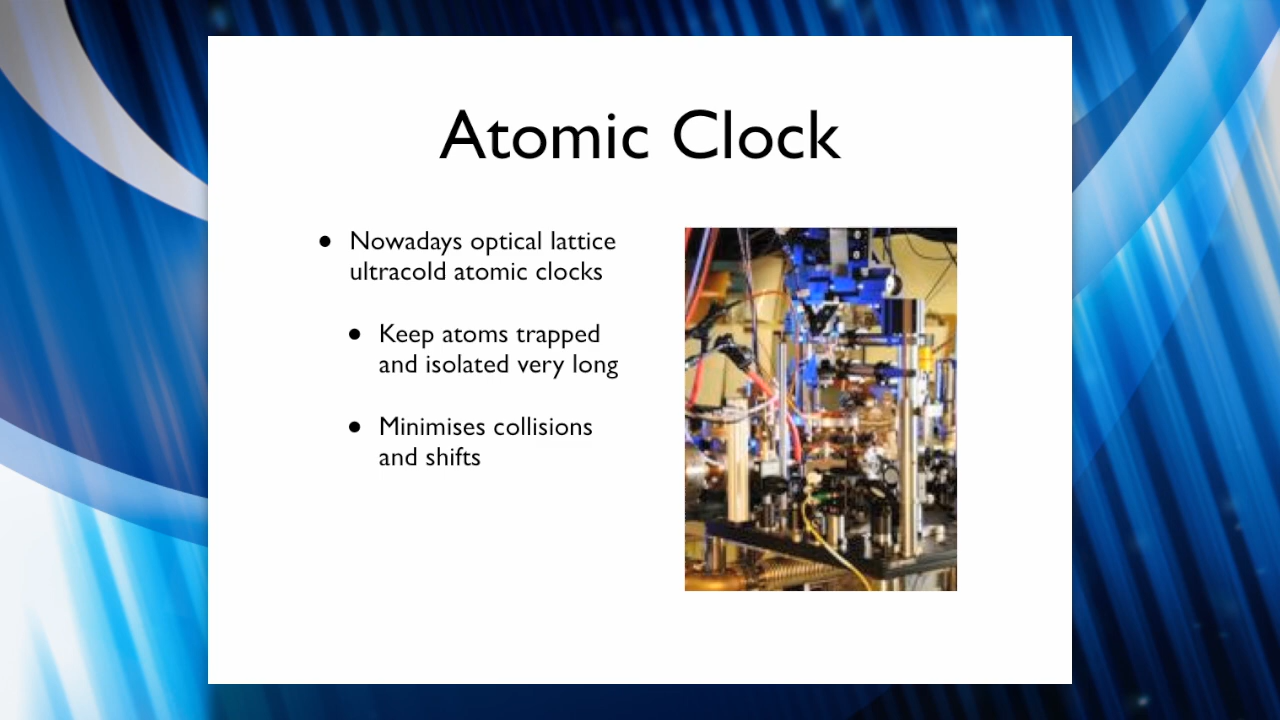 Atomic Clock
● Nowadays optical lattice
ultracold atomic clocks
● Keep atoms trapped
and isolated very long
● Minimises collisions
and shifts